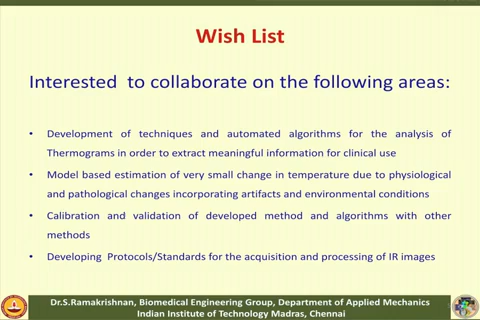 Wish List
Interested to collaborate on the following areas:
• Development of techniques and automated algorithms for the analysis of
Thermograms in order to extract meaningful information for clinical use
• Model based estimation of very small change in temperature due to physiological
and pathological changes incorporating artifacts and environmental conditions
• Calibration and validation of developed method and algorithms with other
methods
• Developing Protocols/Standards for the acquisition and processing of IR images
Dr.S.Ramakrishnan, Biomedical Engineering Group, Department of Applied Mechanics
Indian Institute of Technology Madras, Chennai